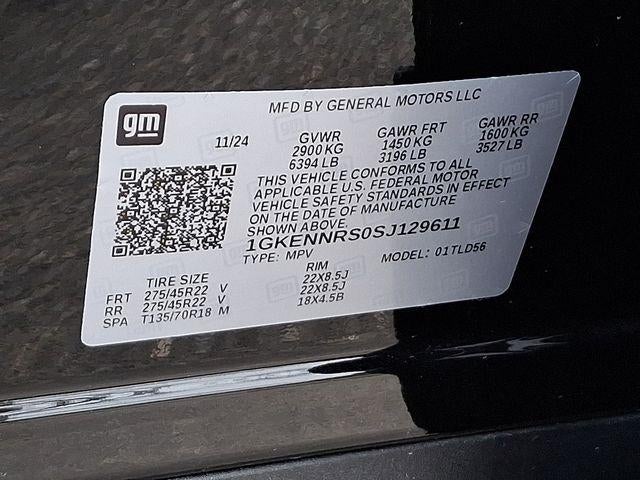 gm
MFD BY GENERAL MOTORS LLC
11/24
GVWR GAWR FRT GAWR RR
2900 KG 1450 KG 1600 KG
6394 LB 3196 LB 3527 LB
THIS VEHICLE CONFORMS TO ALL
APPLICABLE U.S. FEDERAL MOTOR
VEHICLE SAFETY STANDARDS IN EFFECT
ON THE DATE OF MANUFACTURE
SHOWN ABOVE.
1GKENNRS0SJ129611
TYPE: MPV MODEL: 01TLD56
TIRE SIZE RIM
FRT 275/45R22 V 22X8.5J
RR 275/45R22 V 22X8.5J
SPA T135/70R18 M 18X4.5B